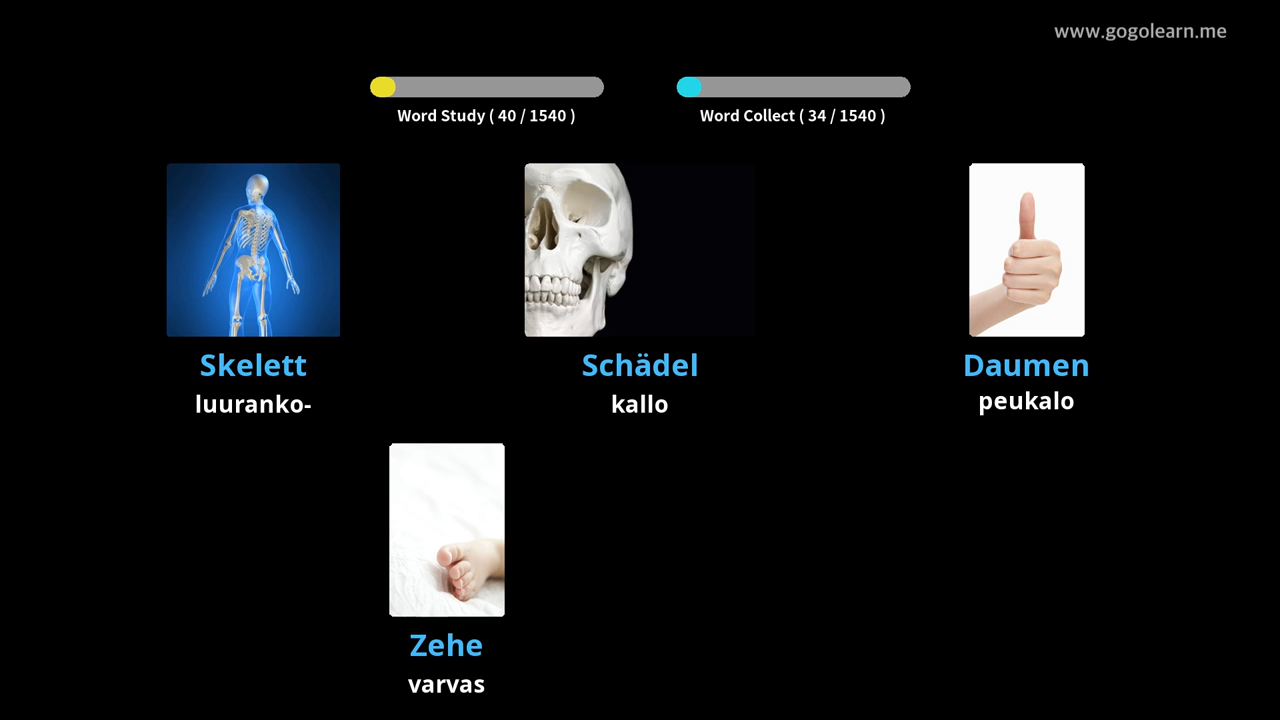 www.gogolearn.me
Word Study ( 40 / 1540 )
Word Collect ( 34 / 1540 )
Skelett
luuranko-
Schädel
kallo
Daumen
peukalo
Zehe
varvas